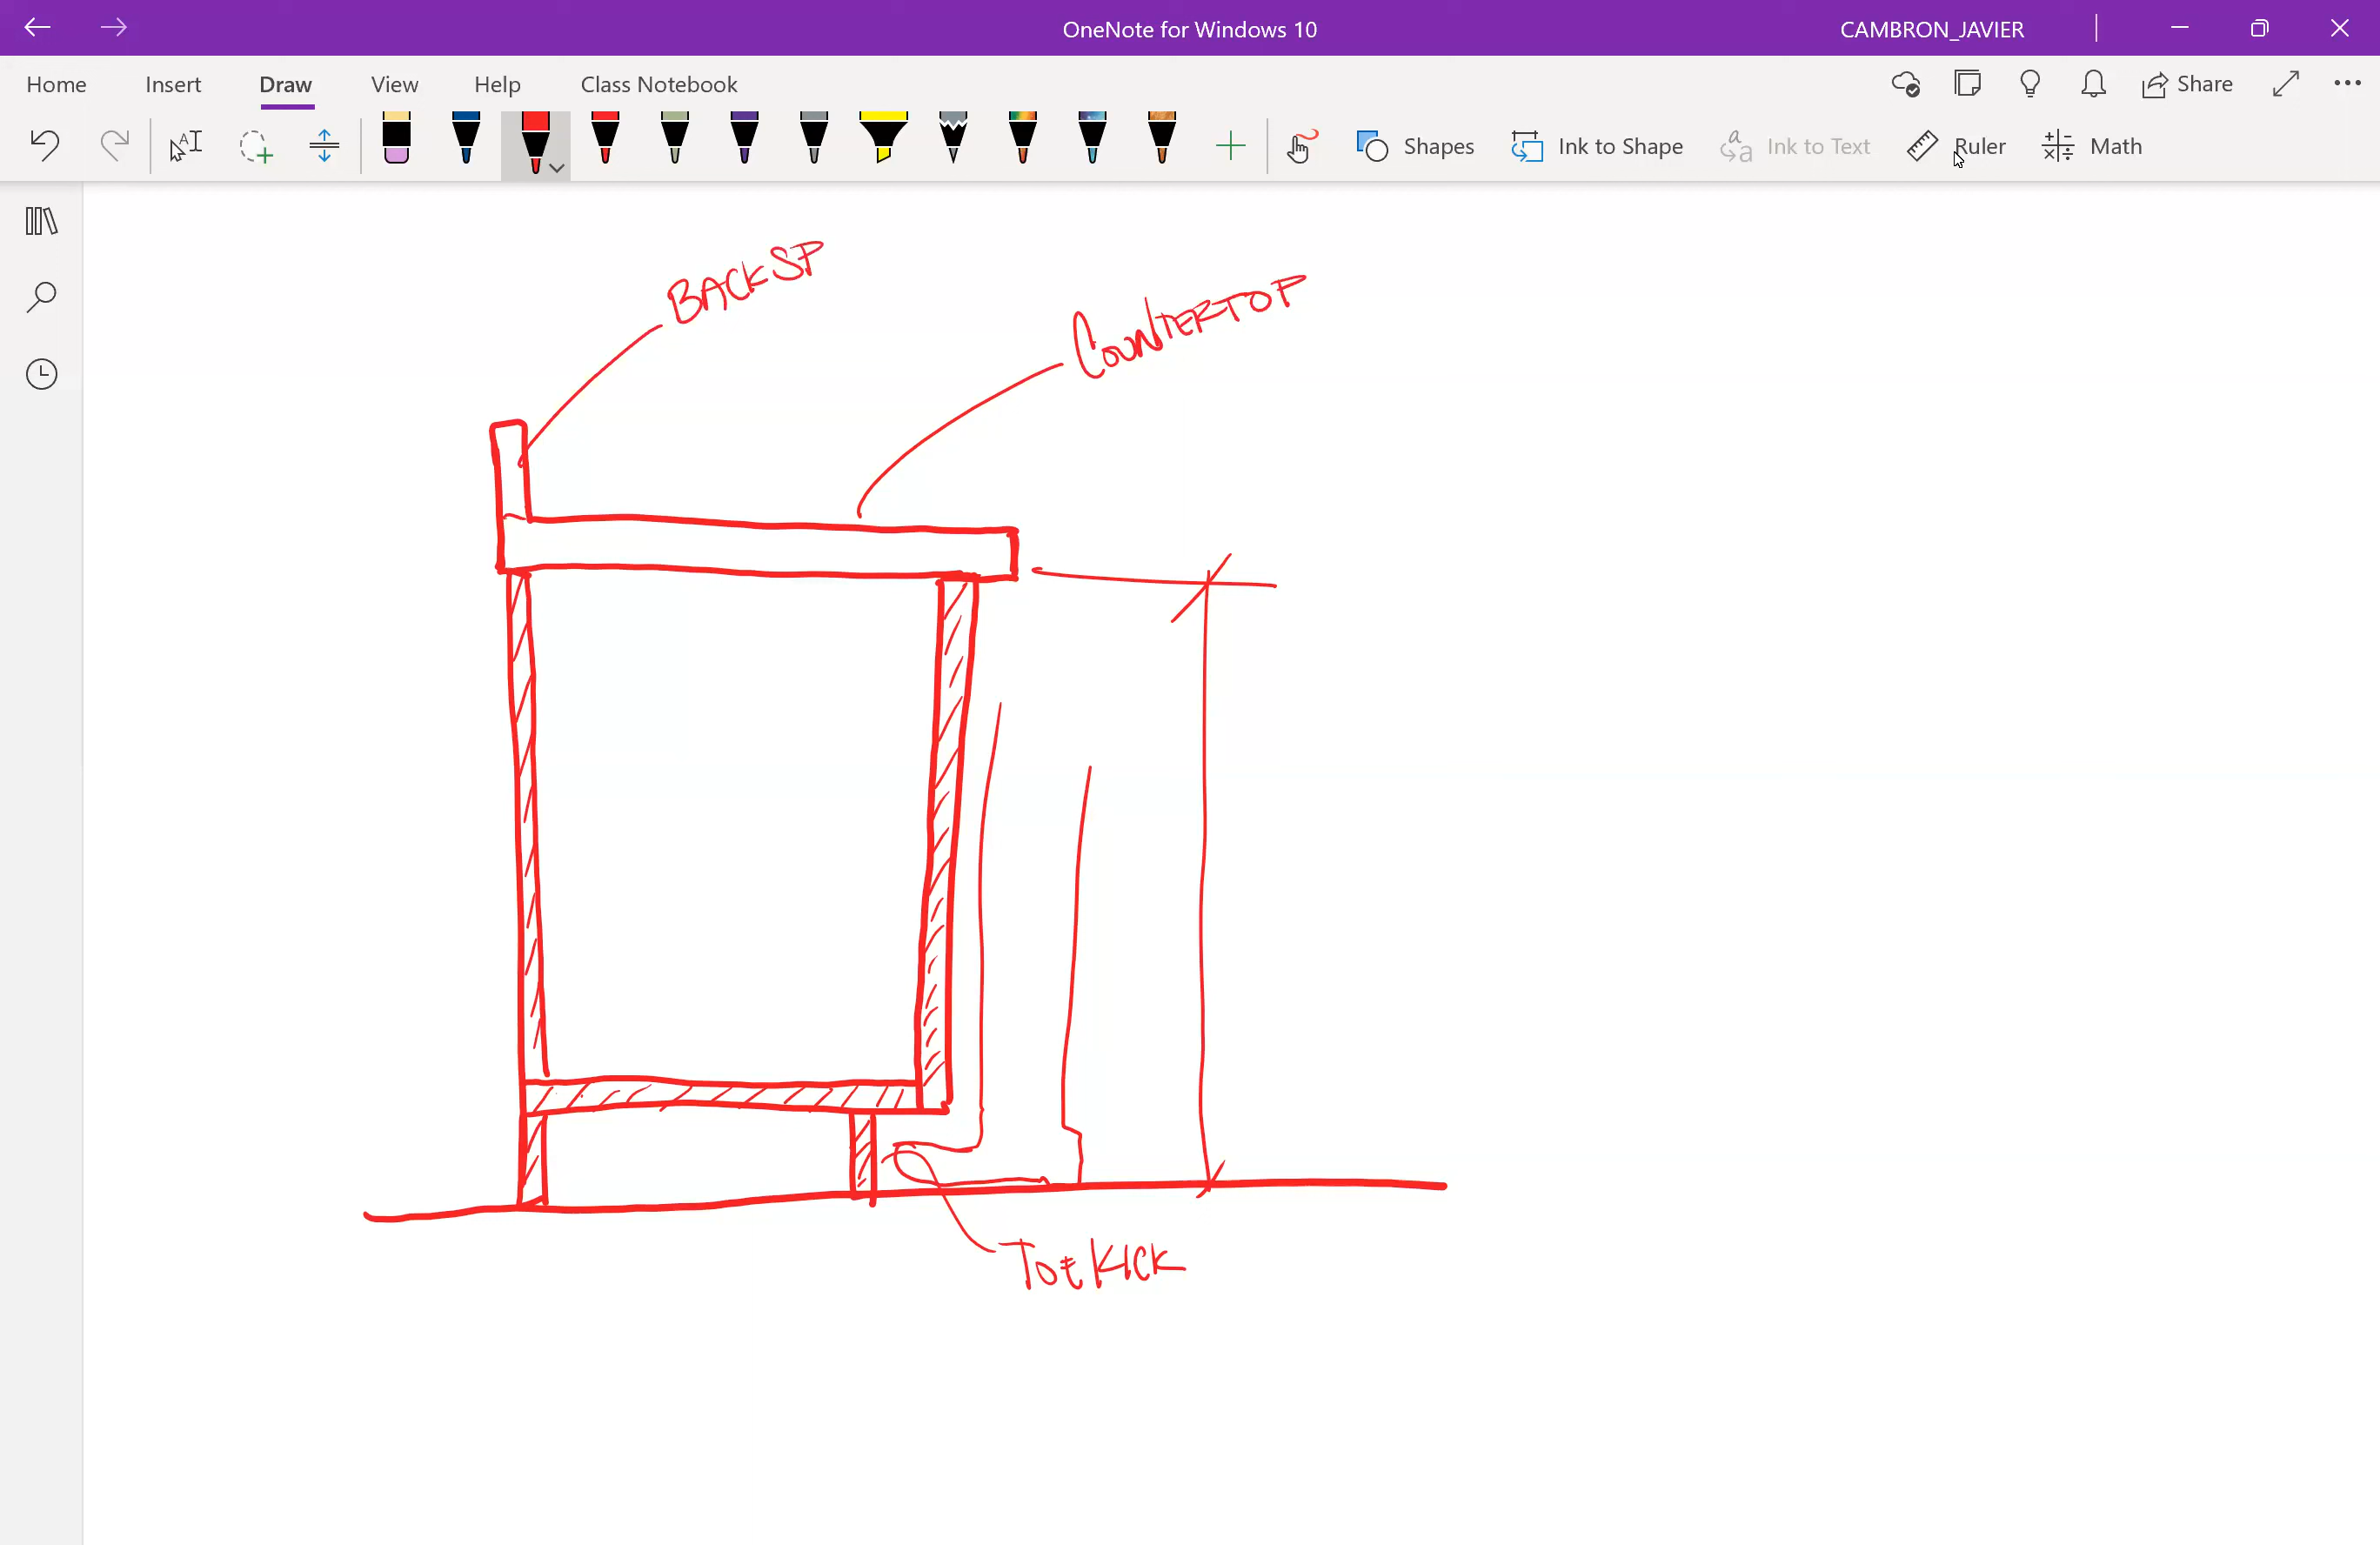 OneNote for Windows 10
CAMBRON_JAVIER
Home Insert Draw View Help Class Notebook Share
Shapes Ink to Shape Ink to Text Ruler Math
BACKSP
COUNTERTOP
TOE KICK